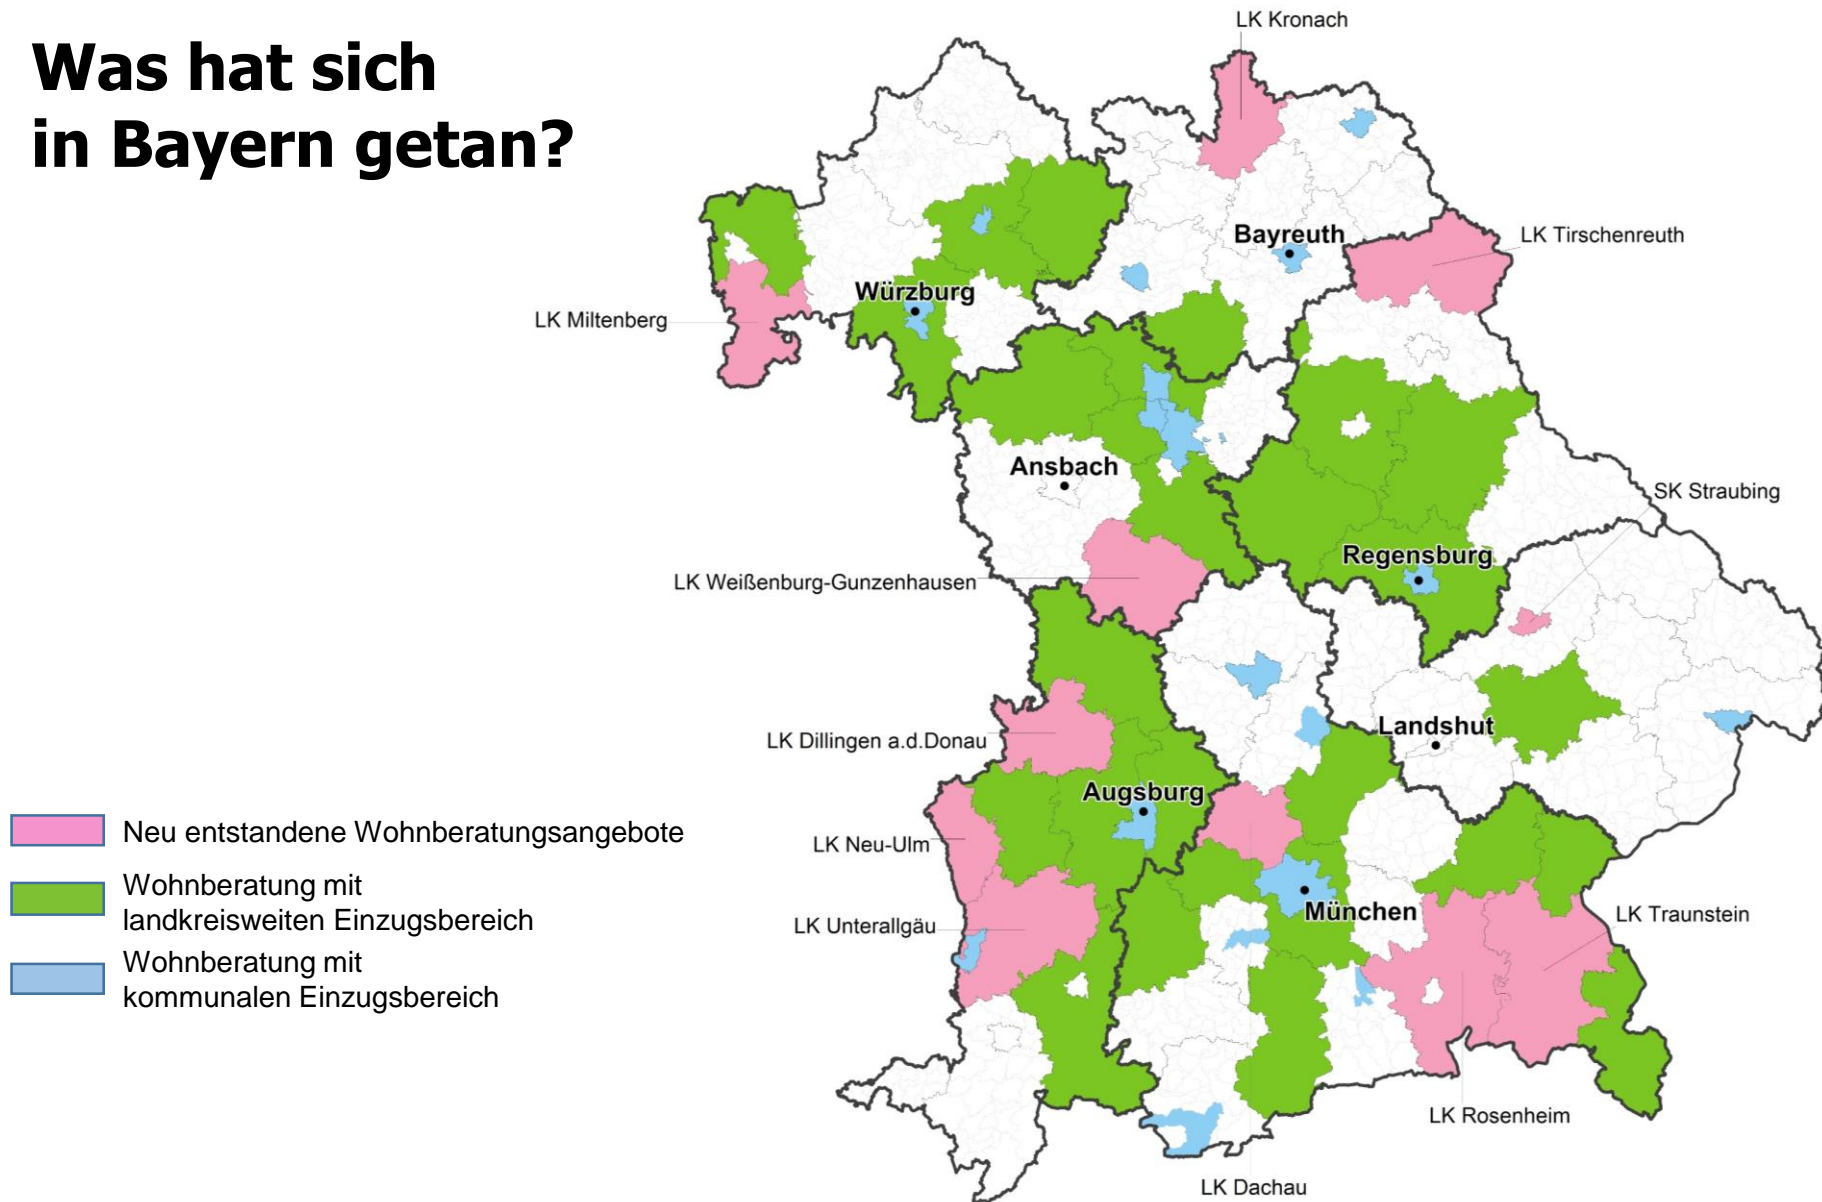 Was hat sich
in Bayern getan?
LK Kronach
Bayreuth
LK Tirschenreuth
Würzburg
LK Miltenberg
Ansbach
SK Straubing
Regensburg
LK Weißenburg-Gunzenhausen
Landshut
LK Dillingen a.d.Donau
Augsburg
Neu entstandene Wohnberatungsangebote
LK Neu-Ulm
Wohnberatung mit
landkreisweiten Einzugsbereich
München
LK Traunstein
LK Unterallgäu
Wohnberatung mit
kommunalen Einzugsbereich
LK Rosenheim
LK Dachau